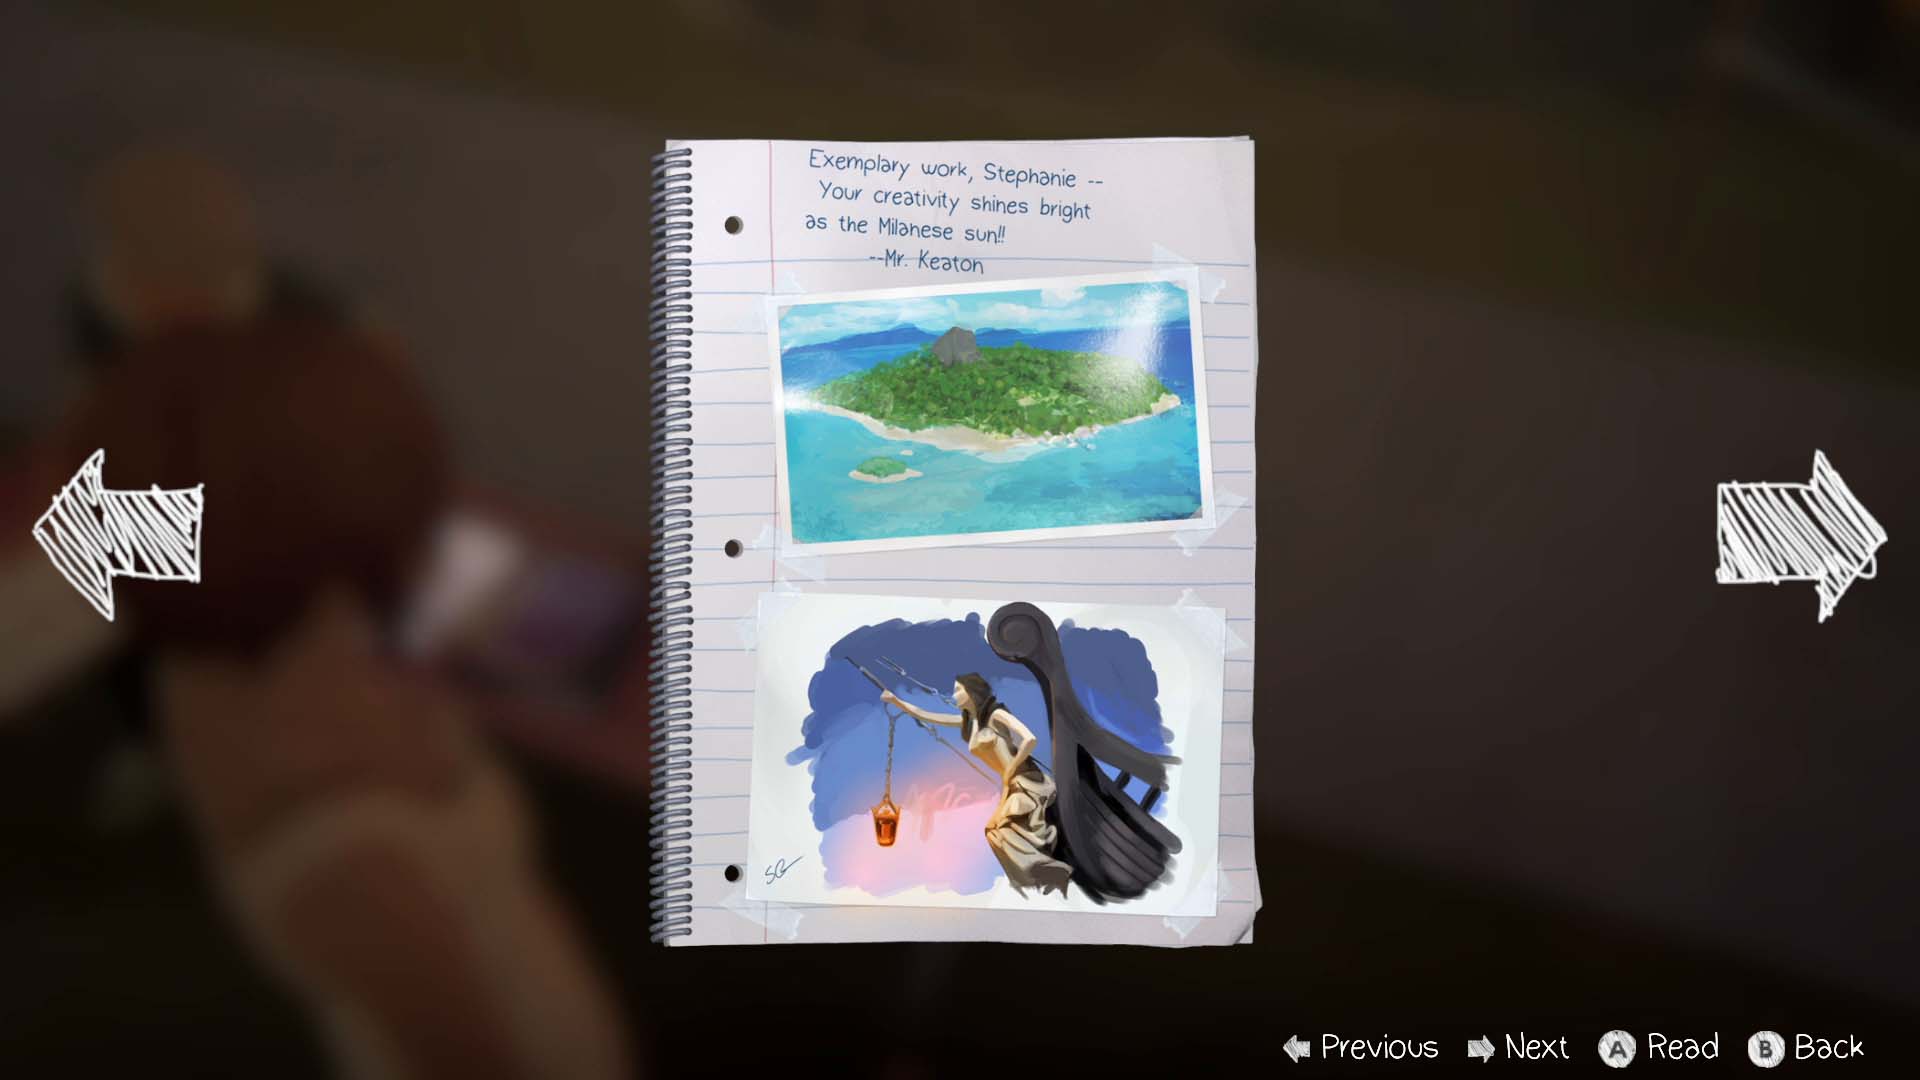 Exemplary work, Stephanie --
Your creativity shines bright
as the Milanese sun!!
--Mr. Keaton
SG
Previous
Next
A Read
B Back